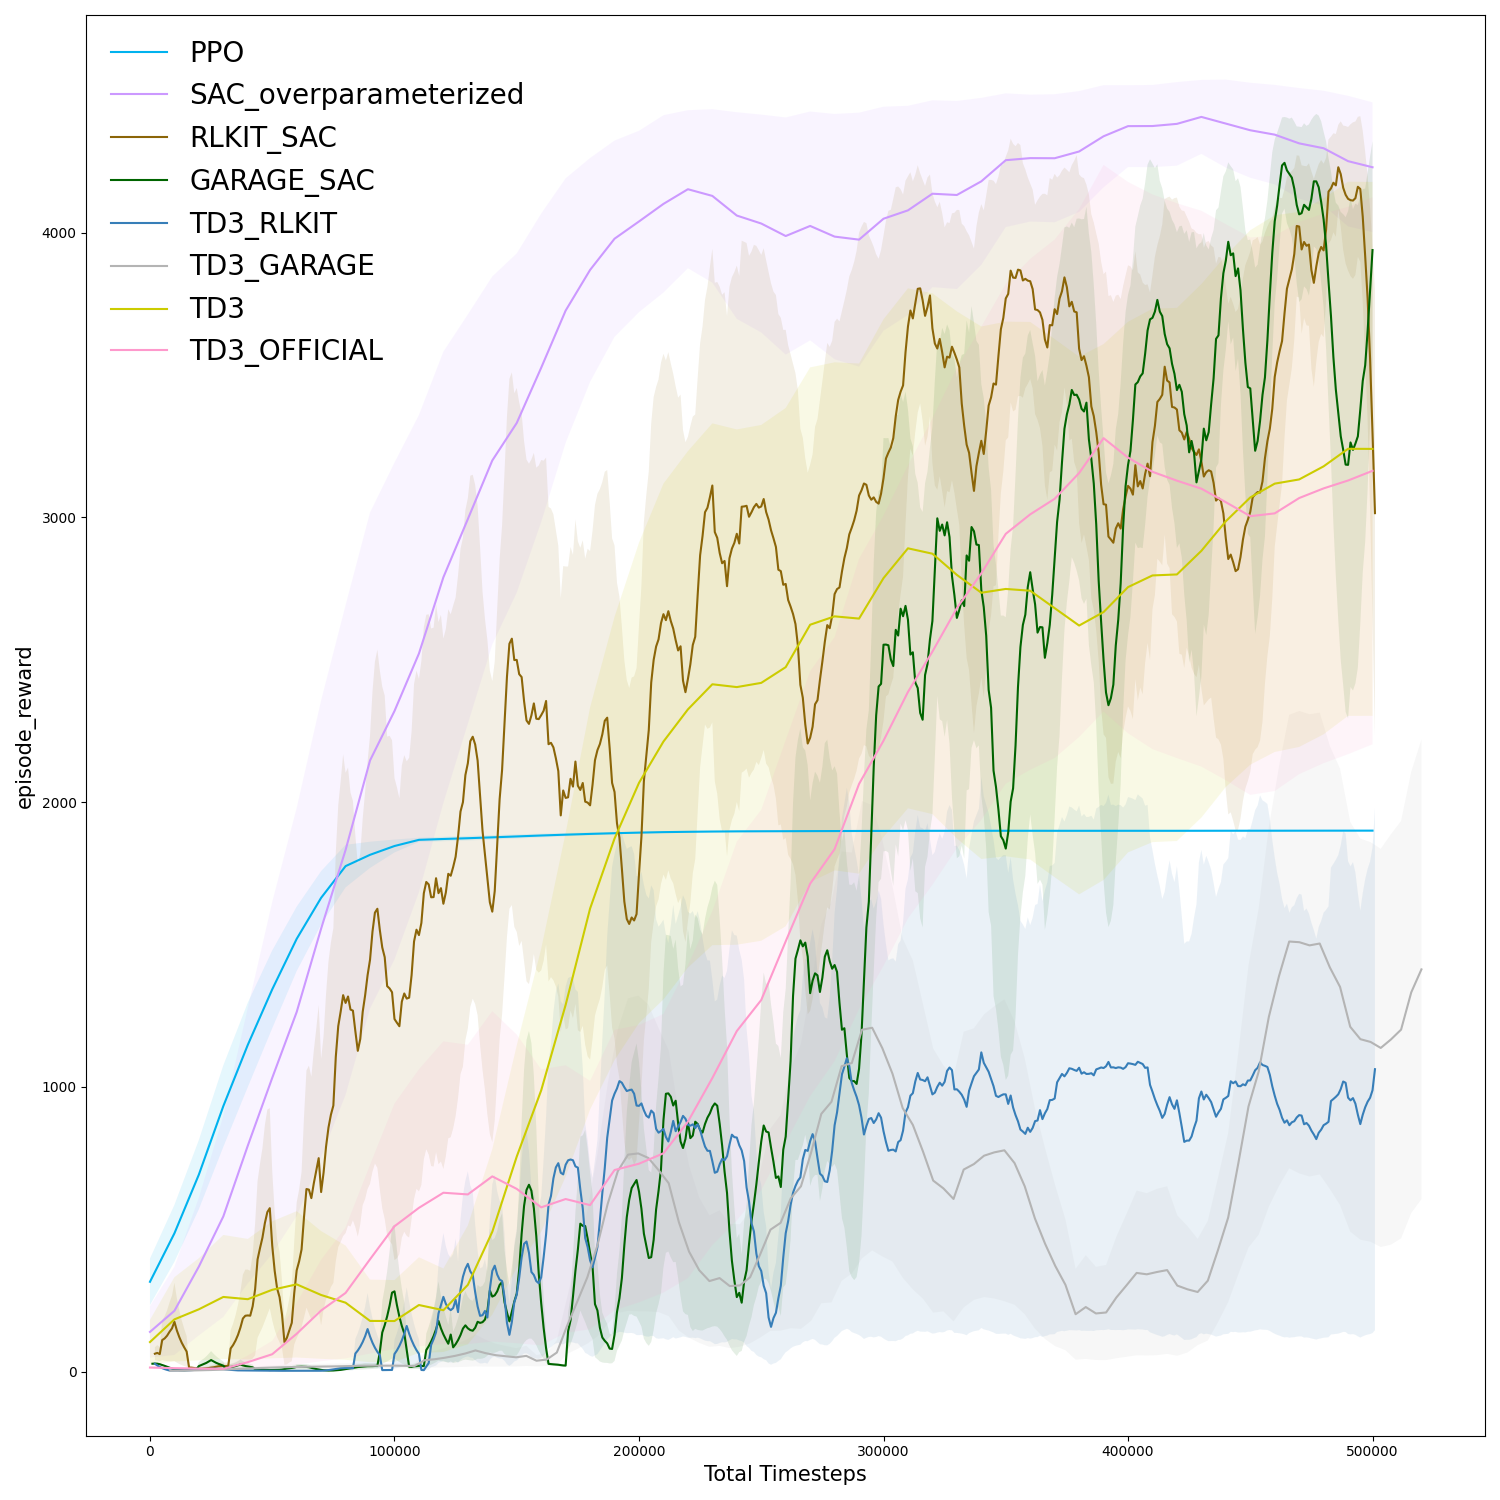 PPO
SAC_overparameterized
RLKIT_SAC
GARAGE_SAC
TD3_RLKIT
TD3_GARAGE
TD3
TD3_OFFICIAL
4000
3000
2000
1000
0
episode_reward
0 100000 200000 300000 400000 500000
Total Timesteps